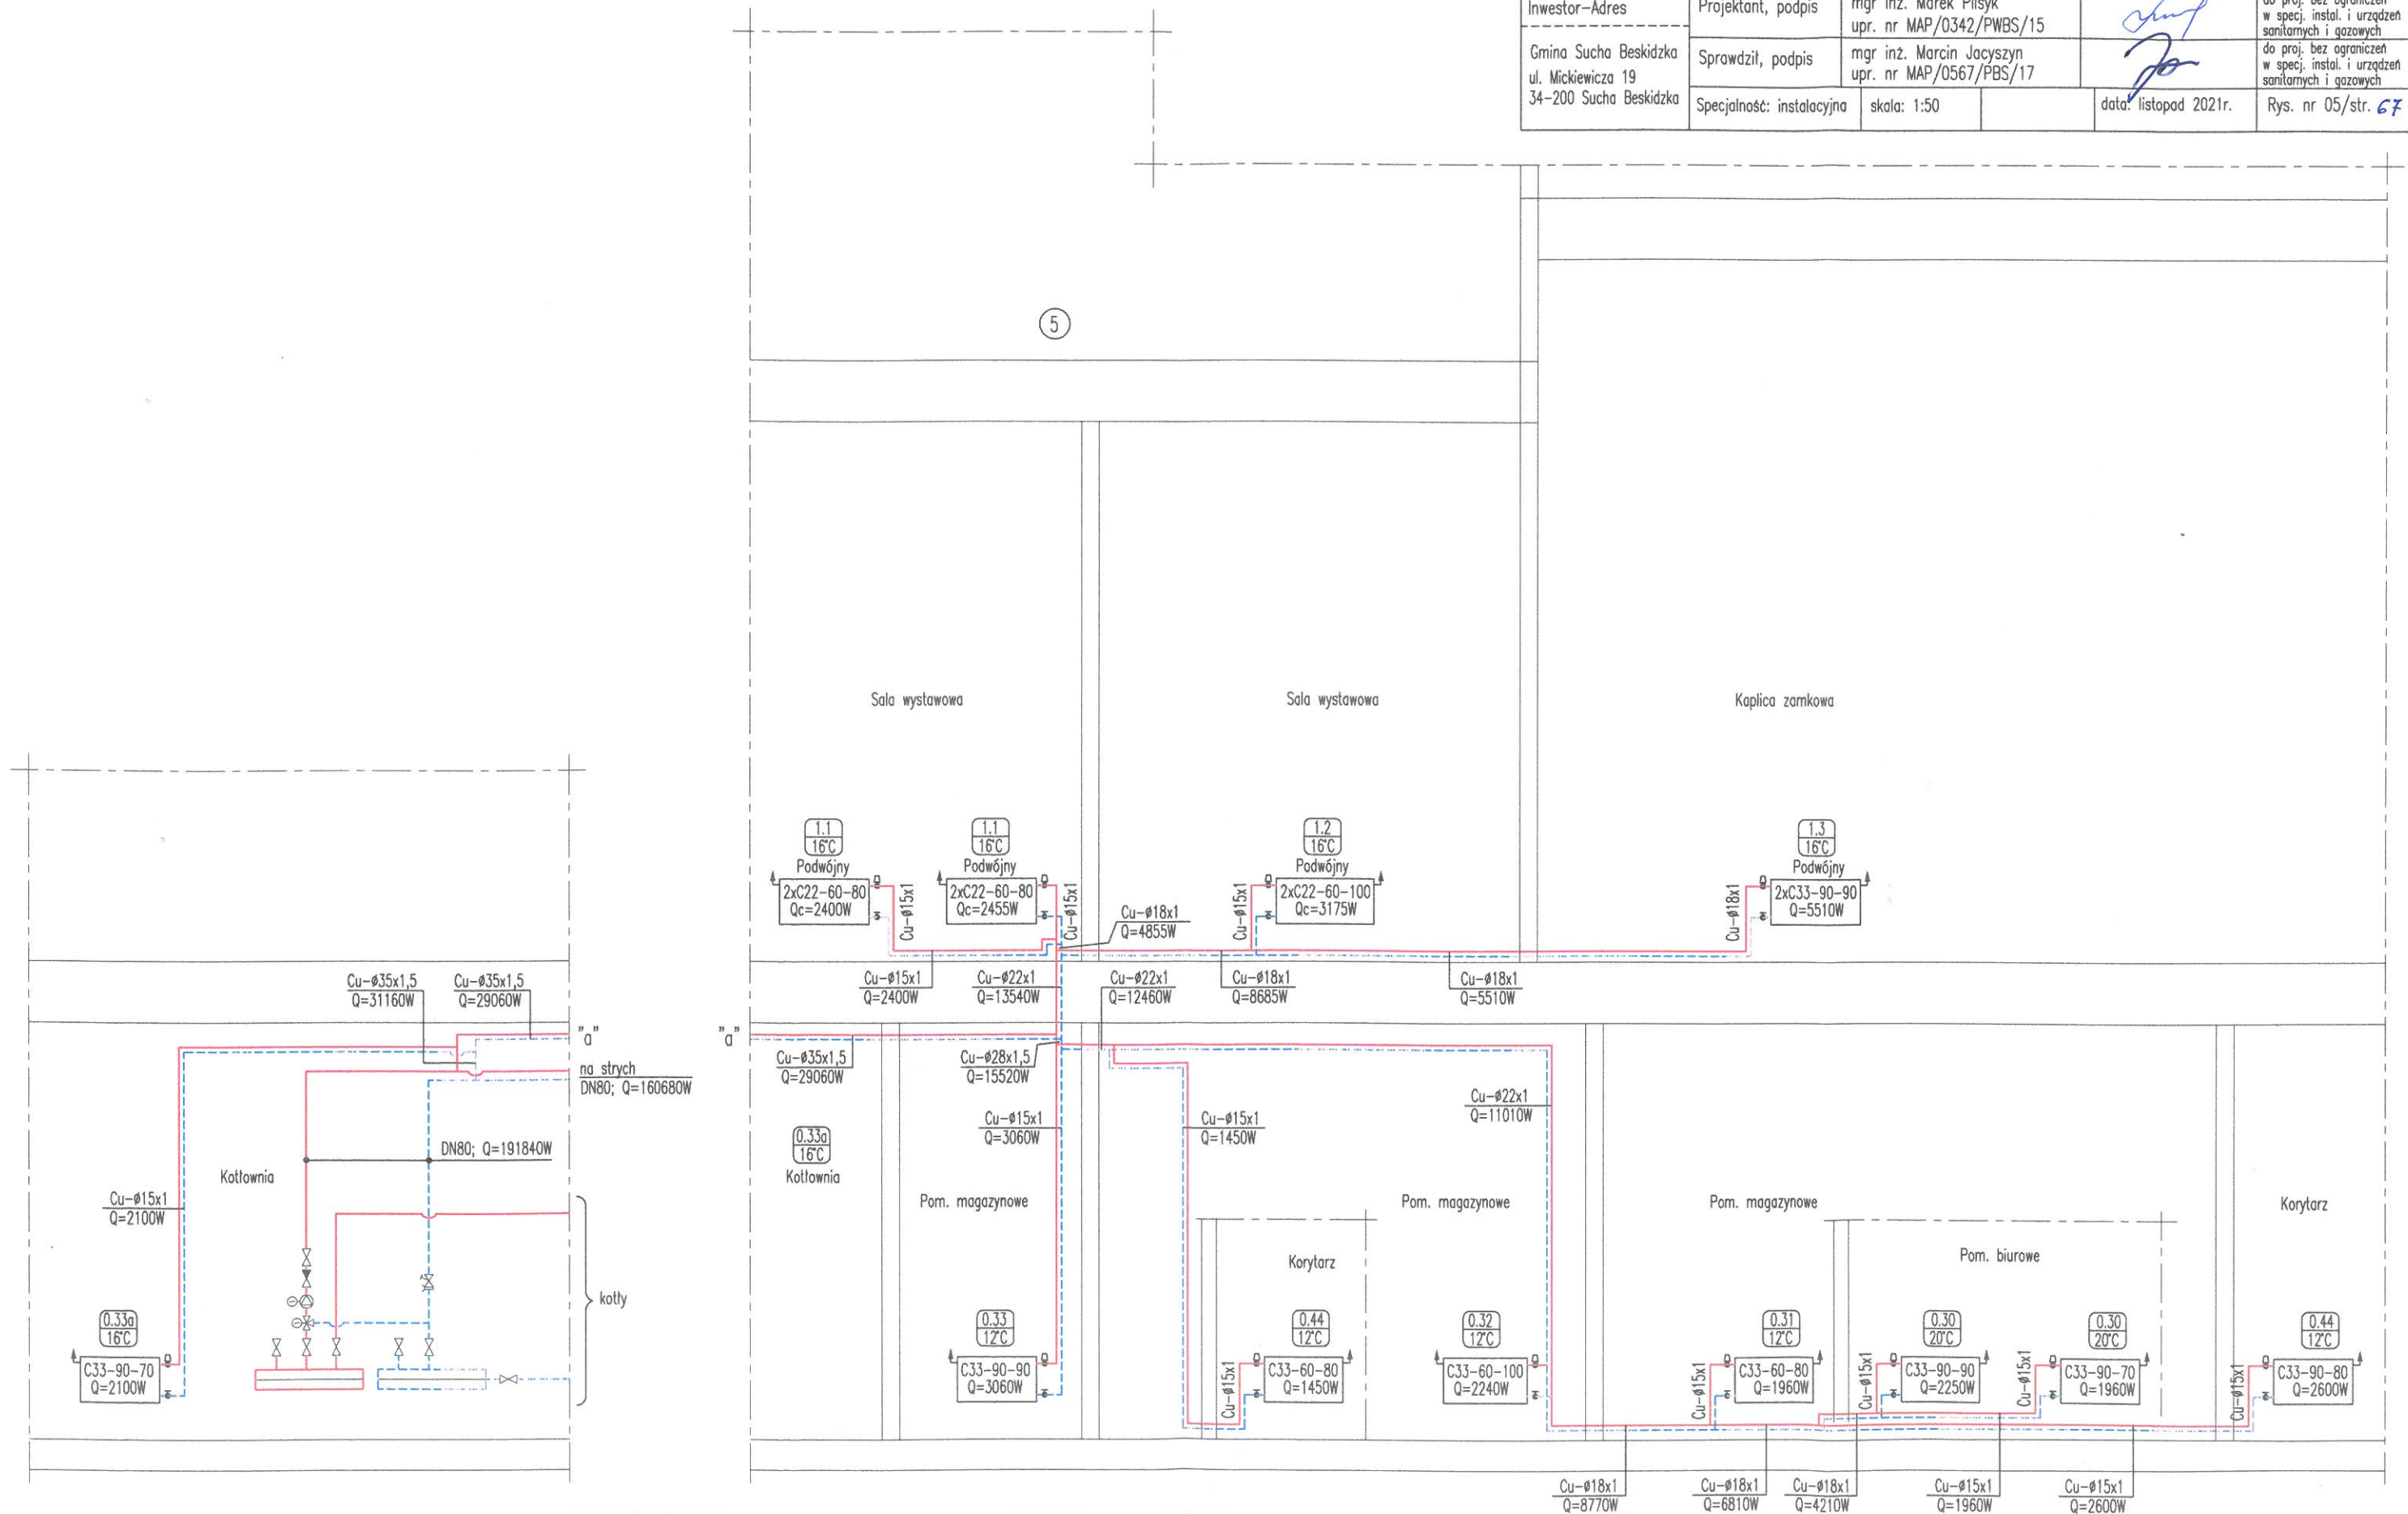 Inwestor-Adres
Gmina Sucha Beskidzka
ul. Mickiewicza 19
34-200 Sucha Beskidzka
Projektant, podpis
mgr inż. Marek Pilsyk
upr. nr MAP/0342/PWBS/15
do proj. bez ograniczeń
w specj. instal. i urządzeń
sanitarnych i gazowych
Sprawdził, podpis
mgr inż. Marcin Jacyszyn
upr. nr MAP/0567/PBS/17
do proj. bez ograniczeń
w specj. instal. i urządzeń
sanitarnych i gazowych
Specjalność: instalacyjna
skala: 1:50
data: listopad 2021r.
Rys. nr 05/str. 67
5
Sala wystawowa
Sala wystawowa
Kaplica zamkowa
1.1
16°C
Podwójny
2xC22-60-80
Qc=2400W
Cu-ø15x1
1.1
16°C
Podwójny
2xC22-60-80
Qc=2455W
Cu-ø15x1
Cu-ø18x1
Q=4855W
1.2
16°C
Podwójny
2xC22-60-100
Qc=3175W
Cu-ø15x1
1.3
16°C
Podwójny
2xC33-90-90
Q=5510W
Cu-ø18x1
Cu-ø35x1,5
Q=31160W
Cu-ø35x1,5
Q=29060W
Cu-ø15x1
Q=2400W
Cu-ø22x1
Q=13540W
Cu-ø22x1
Q=12460W
Cu-ø18x1
Q=8685W
Cu-ø18x1
Q=5510W
"a"
"a"
na strych
DN80; Q=160680W
Cu-ø35x1,5
Q=29060W
Cu-ø28x1,5
Q=15520W
Cu-ø15x1
Q=3060W
Cu-ø15x1
Q=1450W
Cu-ø22x1
Q=11010W
DN80; Q=191840W
Kotłownia
Cu-ø15x1
Q=2100W
0.33a
16°C
Kotłownia
Pom. magazynowe
Pom. magazynowe
Pom. magazynowe
Korytarz
Korytarz
Pom. biurowe
kotły
0.33a
16°C
C33-90-70
Q=2100W
0.33
12°C
C33-90-90
Q=3060W
0.44
12°C
C33-60-80
Q=1450W
Cu-ø15x1
0.32
12°C
C33-60-100
Q=2240W
0.31
12°C
C33-60-80
Q=1960W
Cu-ø15x1
0.30
20°C
C33-90-90
Q=2250W
Cu-ø15x1
0.30
20°C
C33-90-70
Q=1960W
Cu-ø15x1
0.44
12°C
C33-90-80
Q=2600W
Cu-ø15x1
Cu-ø18x1
Q=8770W
Cu-ø18x1
Q=6810W
Cu-ø18x1
Q=4210W
Cu-ø15x1
Q=1960W
Cu-ø15x1
Q=2600W